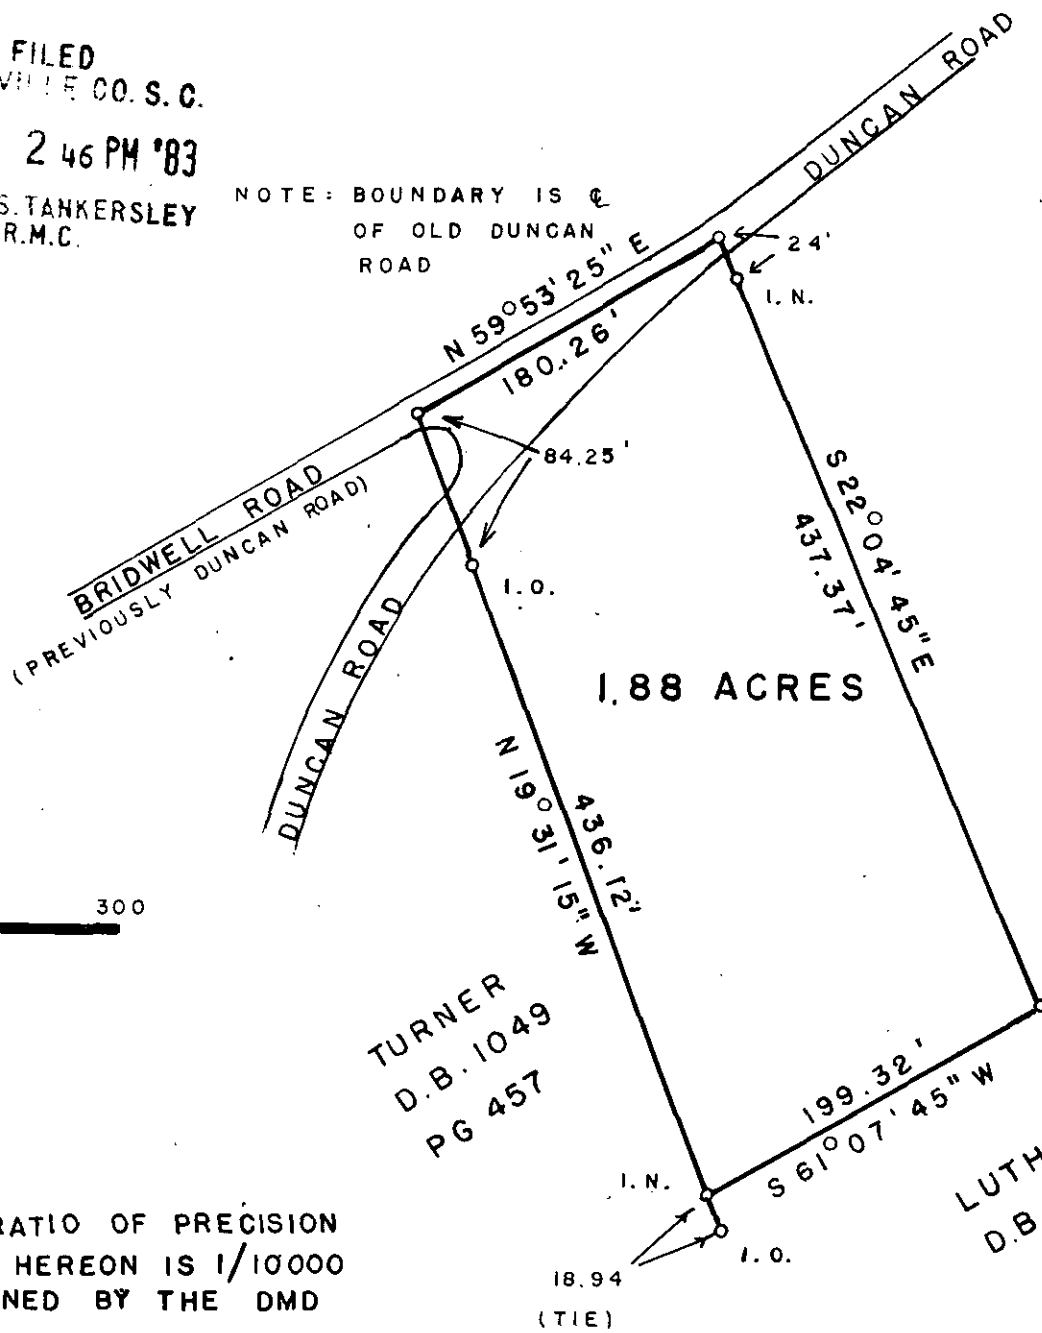 FILED
VILLE CO. S. C.
2 46 PM '83
S. TANKERSLEY
R.M.C.
NOTE: BOUNDARY IS ℄
OF OLD DUNCAN
ROAD
DUNCAN ROAD
N 59°53'25" E
180.26'
24'
I.N.
84.25'
BRIDWELL ROAD
(PREVIOUSLY DUNCAN ROAD)
I.O.
S 22°04'45" E
437.37'
DUNCAN ROAD
1.88 ACRES
N 19°31'15" W
436.12'
300
TURNER
D.B. 1049
PG 457
199.32'
S 61°07'45" W
I.N.
I.O.
18.94
(TIE)
LUTH
D.B
RATIO OF PRECISION
HEREON IS 1/10000
NED BY THE DMD